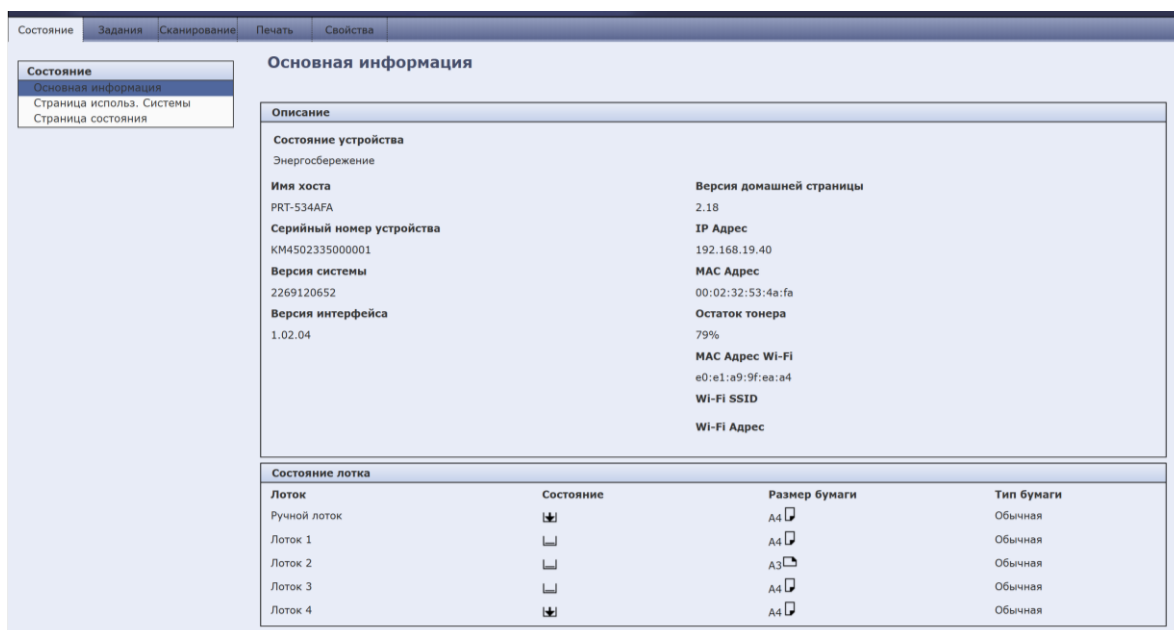 Состояние Задания Сканирование Печать Свойства
Состояние
Основная информация
Страница использ. Системы
Страница состояния
Основная информация
Описание
Состояние устройства
Энергосбережение
Имя хоста Версия домашней страницы
PRT-534AFA 2.18
Серийный номер устройства IP Адрес
KM4502335000001 192.168.19.40
Версия системы MAC Адрес
2269120652 00:02:32:53:4a:fa
Версия интерфейса Остаток тонера
1.02.04 79%
MAC Адрес Wi-Fi
e0:e1:a9:9f:ea:a4
Wi-Fi SSID
Wi-Fi Адрес
Состояние лотка
Лоток Состояние Размер бумаги Тип бумаги
Ручной лоток A4 Обычная
Лоток 1 A4 Обычная
Лоток 2 A3 Обычная
Лоток 3 A4 Обычная
Лоток 4 A4 Обычная